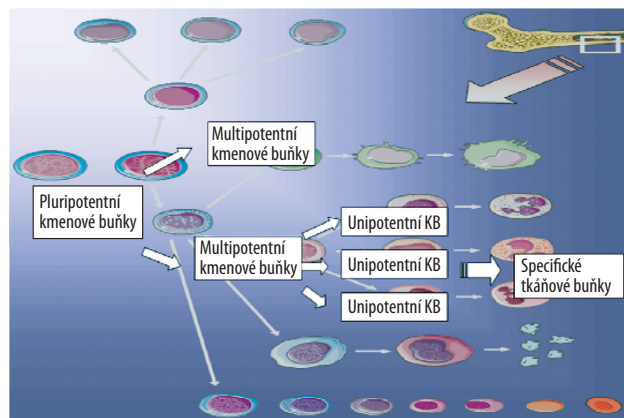 Multipotentní
kmenové buňky
Pluripotentní
kmenové buňky
Multipotentní
kmenové buňky
Unipotentní KB
Unipotentní KB
Unipotentní KB
Specifické
tkáňové buňky